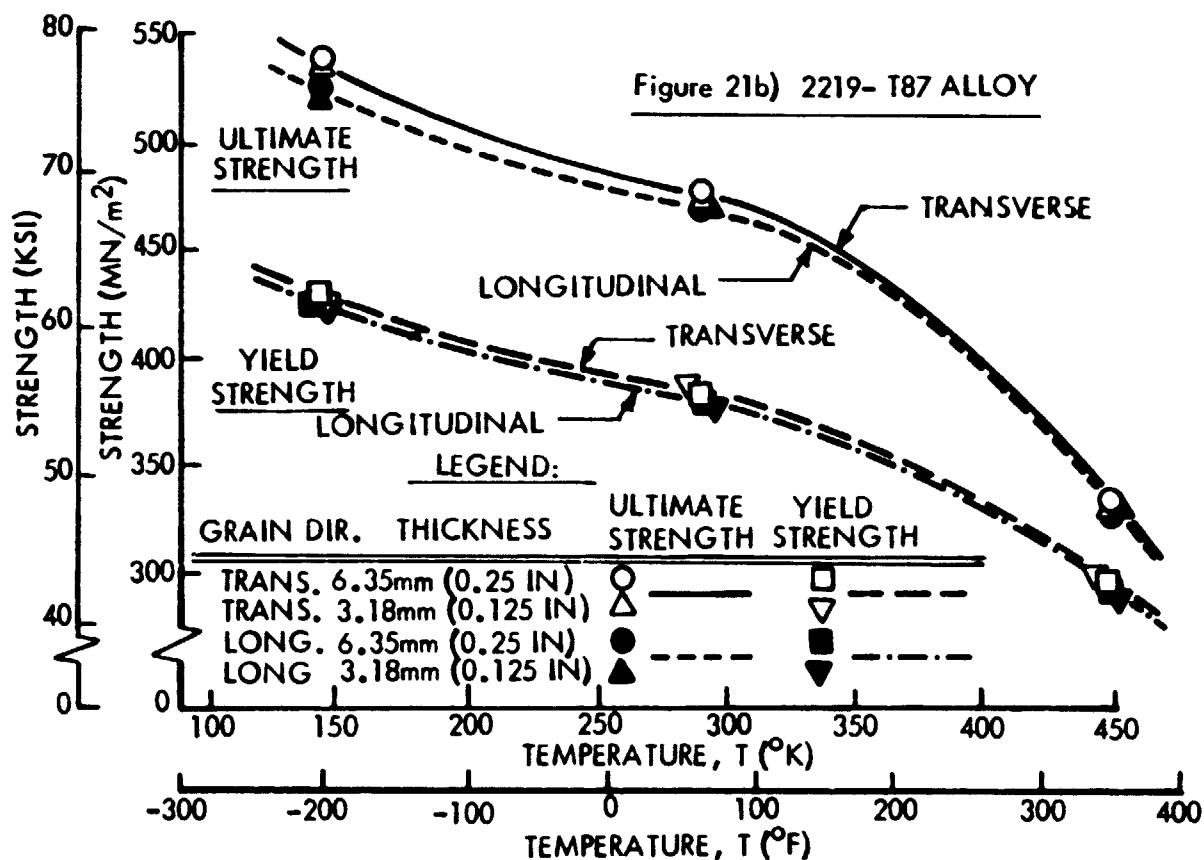 Figure 21b) 2219- T87 ALLOY
STRENGTH (KSI)
80
70
60
50
40
0
STRENGTH (MN/m²)
550
500
450
400
350
300
0
ULTIMATE
STRENGTH
TRANSVERSE
LONGITUDINAL
TRANSVERSE
YIELD
STRENGTH
LONGITUDINAL
LEGEND:
GRAIN DIR. THICKNESS ULTIMATE STRENGTH YIELD STRENGTH
TRANS. 6.35mm (0.25 IN)
TRANS. 3.18mm (0.125 IN)
LONG. 6.35mm (0.25 IN)
LONG 3.18mm (0.125 IN)
100 150 200 250 300 350 400 450
TEMPERATURE, T (°K)
-300 -200 -100 0 100 200 300 400
TEMPERATURE, T (°F)